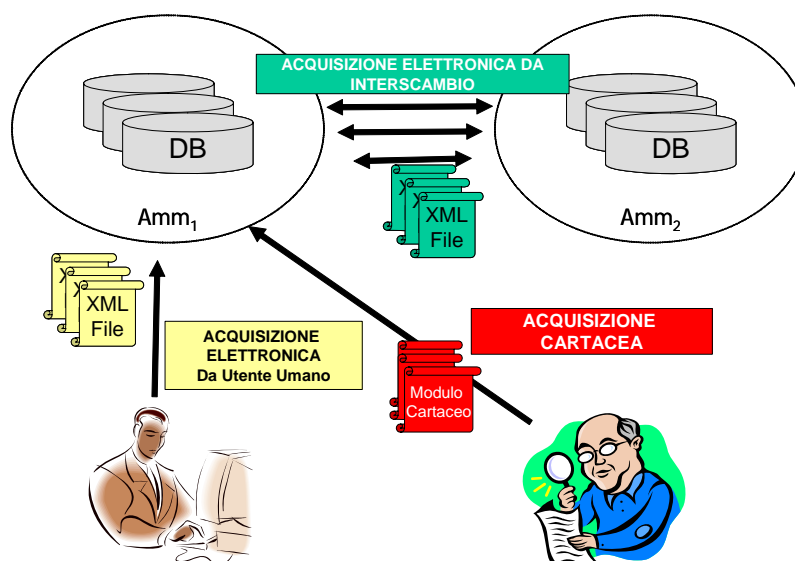 ACQUISIZIONE ELETTRONICA DA
INTERSCAMBIO
DB
DB
Amm1
Amm2
X
X
XML
File
X
X
XML
File
ACQUISIZIONE
ELETTRONICA
Da Utente Umano
ACQUISIZIONE
CARTACEA
Modulo
Cartaceo